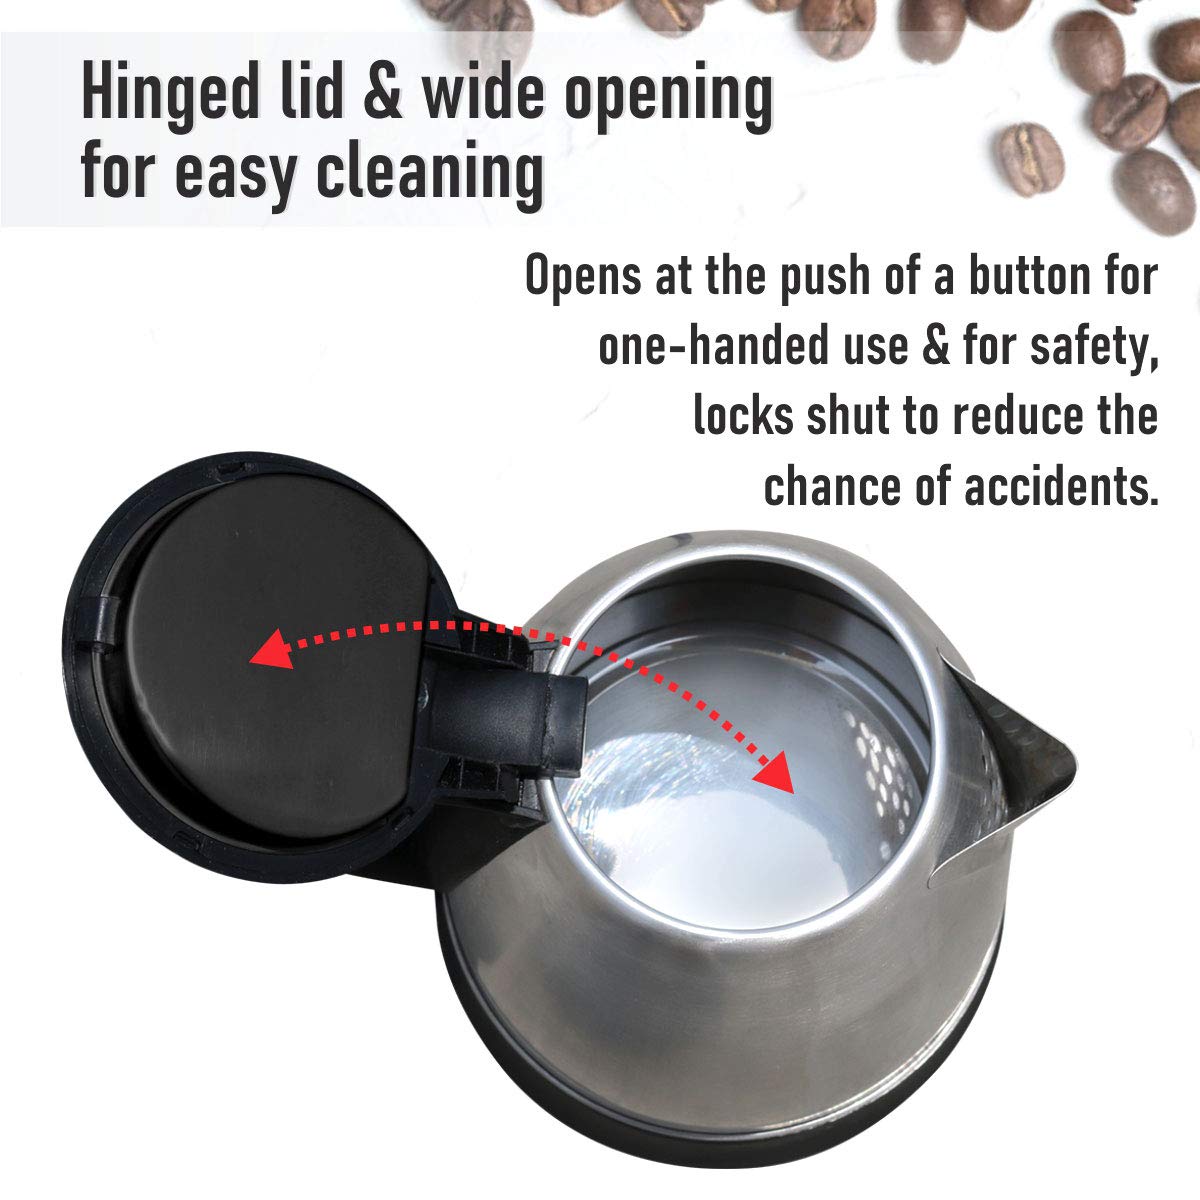 Hinged lid & wide opening
for easy cleaning
Opens at the push of a button for
one-handed use & for safety,
locks shut to reduce the
chance of accidents.